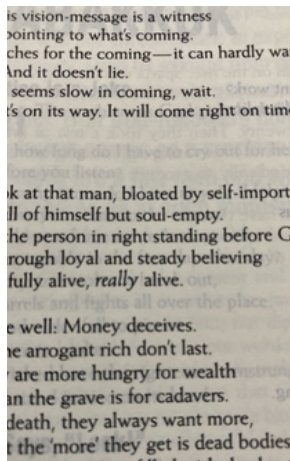 is vision-message is a witness
pointing to what's coming.
ches for the coming—it can hardly wa
And it doesn't lie.
seems slow in coming, wait.
's on its way. It will come right on tim
k at that man, bloated by self-import
ll of himself but soul-empty.
he person in right standing before G
rough loyal and steady believing
fully alive, really alive.
e well: Money deceives.
he arrogant rich don't last.
are more hungry for wealth
an the grave is for cadavers.
death, they always want more,
t the 'more' they get is dead bodies